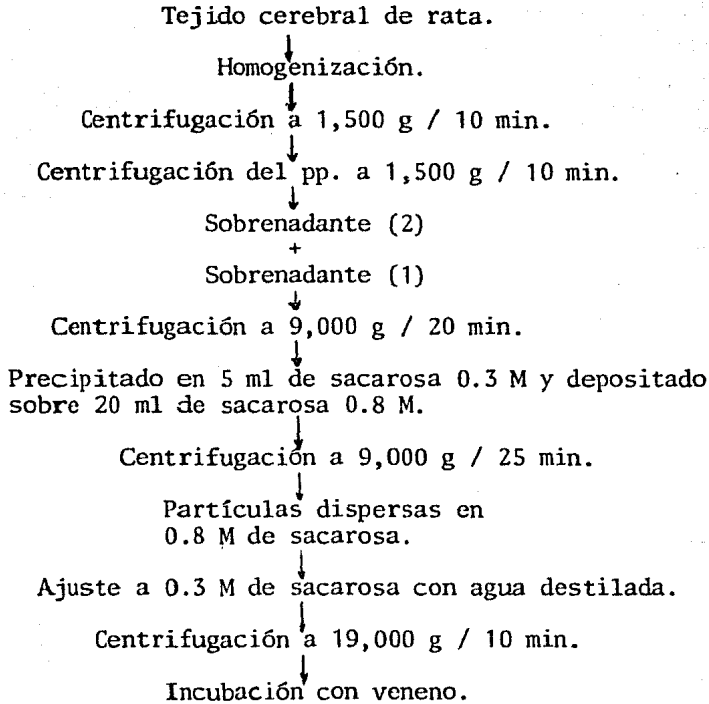 Tejido cerebral de rata.
Homogenización.
Centrifugación a 1,500 g / 10 min.
Centrifugación del pp. a 1,500 g / 10 min.
Sobrenadante (2)
+
Sobrenadante (1)
Centrifugación a 9,000 g / 20 min.
Precipitado en 5 ml de sacarosa 0.3 M y depositado
sobre 20 ml de sacarosa 0.8 M.
Centrifugación a 9,000 g / 25 min.
Partículas dispersas en
0.8 M de sacarosa.
Ajuste a 0.3 M de sacarosa con agua destilada.
Centrifugación a 19,000 g / 10 min.
Incubación con veneno.